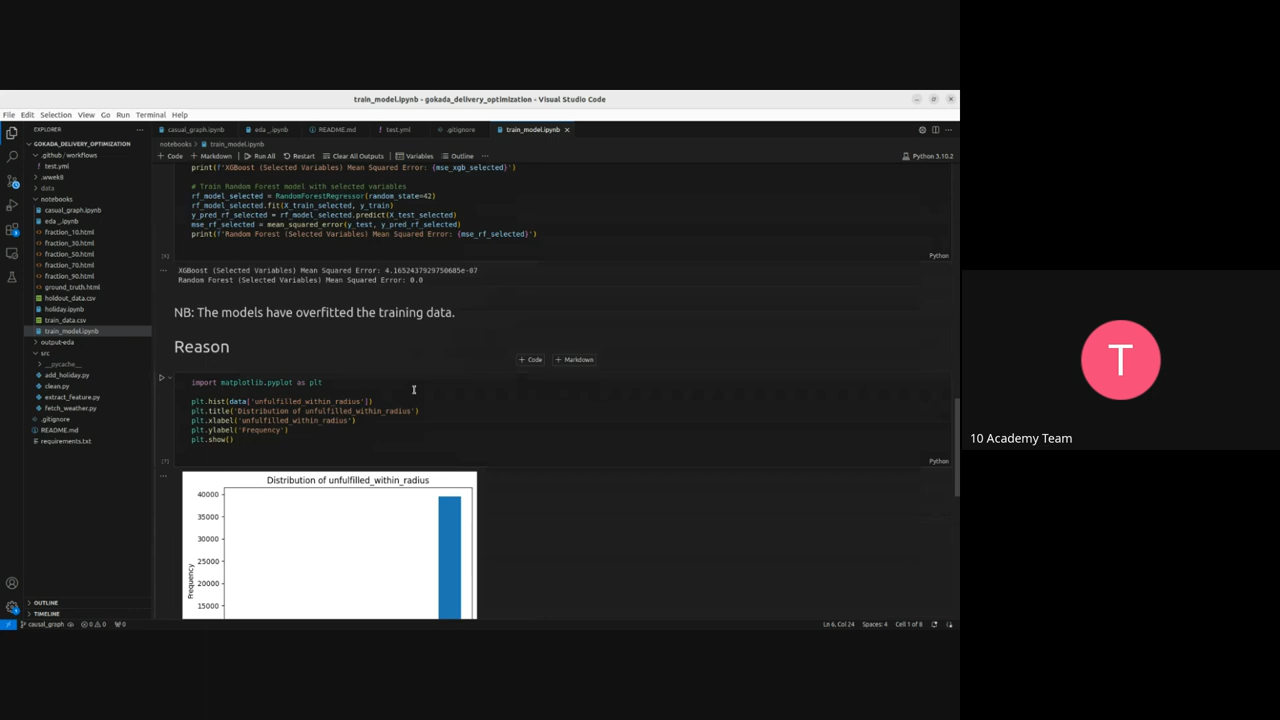 train_model.ipynb - gokada_delivery_optimization - Visual Studio Code
File Edit Selection View Go Run Terminal Help
EXPLORER
casual_graph.ipynb
eda_.ipynb
README.md
test.yml
.gitignore
train_model.ipynb
GOKADA_DELIVERY_OPTIMIZATION
.github/workflows
test.yml
.wwek8
data
notebooks
casual_graph.ipynb
eda_.ipynb
fraction_10.html
fraction_30.html
fraction_50.html
fraction_70.html
fraction_90.html
ground_truth.html
holdout_data.csv
holiday.ipynb
train_data.csv
train_model.ipynb
output-eda
src
__pycache__
add_holiday.py
clean.py
extract_feature.py
fetch_weather.py
.gitignore
README.md
requirements.txt
OUTLINE
TIMELINE
notebooks > train_model.ipynb
+ Code + Markdown Run All Restart Clear All Outputs Variables Outline ... Python 3.10.2
print(f'XGBoost (Selected Variables) Mean Squared Error: {mse_xgb_selected}')
# Train Random Forest model with selected variables
rf_model_selected = RandomForestRegressor(random_state=42)
rf_model_selected.fit(X_train_selected, y_train)
y_pred_rf_selected = rf_model_selected.predict(X_test_selected)
mse_rf_selected = mean_squared_error(y_test, y_pred_rf_selected)
print(f'Random Forest (Selected Variables) Mean Squared Error: {mse_rf_selected}')
Python
XGBoost (Selected Variables) Mean Squared Error: 4.1652437929750685e-07
Random Forest (Selected Variables) Mean Squared Error: 0.0
NB: The models have overfitted the training data.
Reason
+ Code + Markdown
import matplotlib.pyplot as plt
plt.hist(data['unfulfilled_within_radius'])
plt.title('Distribution of unfulfilled_within_radius')
plt.xlabel('unfulfilled_within_radius')
plt.ylabel('Frequency')
plt.show()
[7]
Python
Distribution of unfulfilled_within_radius
40000
35000
30000
25000
20000
15000
Frequency
causal_graph 0 0 0 Ln 6, Col 24 Spaces: 4 Cell 1 of 8
T
10 Academy Team